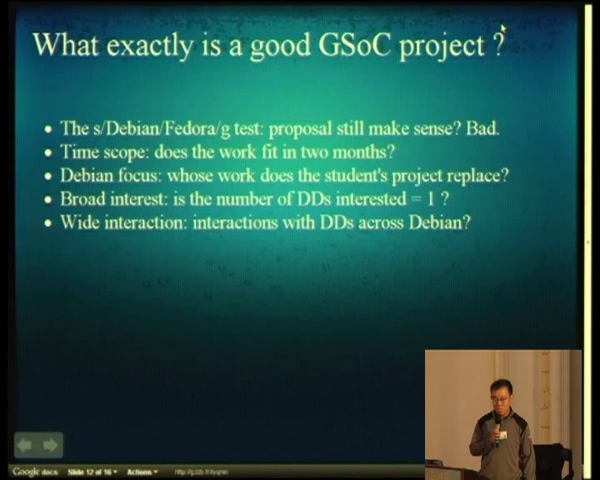 What exactly is a good GSoC project ?
The s/Debian/Fedora/g test: proposal still make sense? Bad.
Time scope: does the work fit in two months?
Debian focus: whose work does the student's project replace?
Broad interest: is the number of DDs interested = 1 ?
Wide interaction: interactions with DDs across Debian?
Google docs Slide 12 of 16 Actions